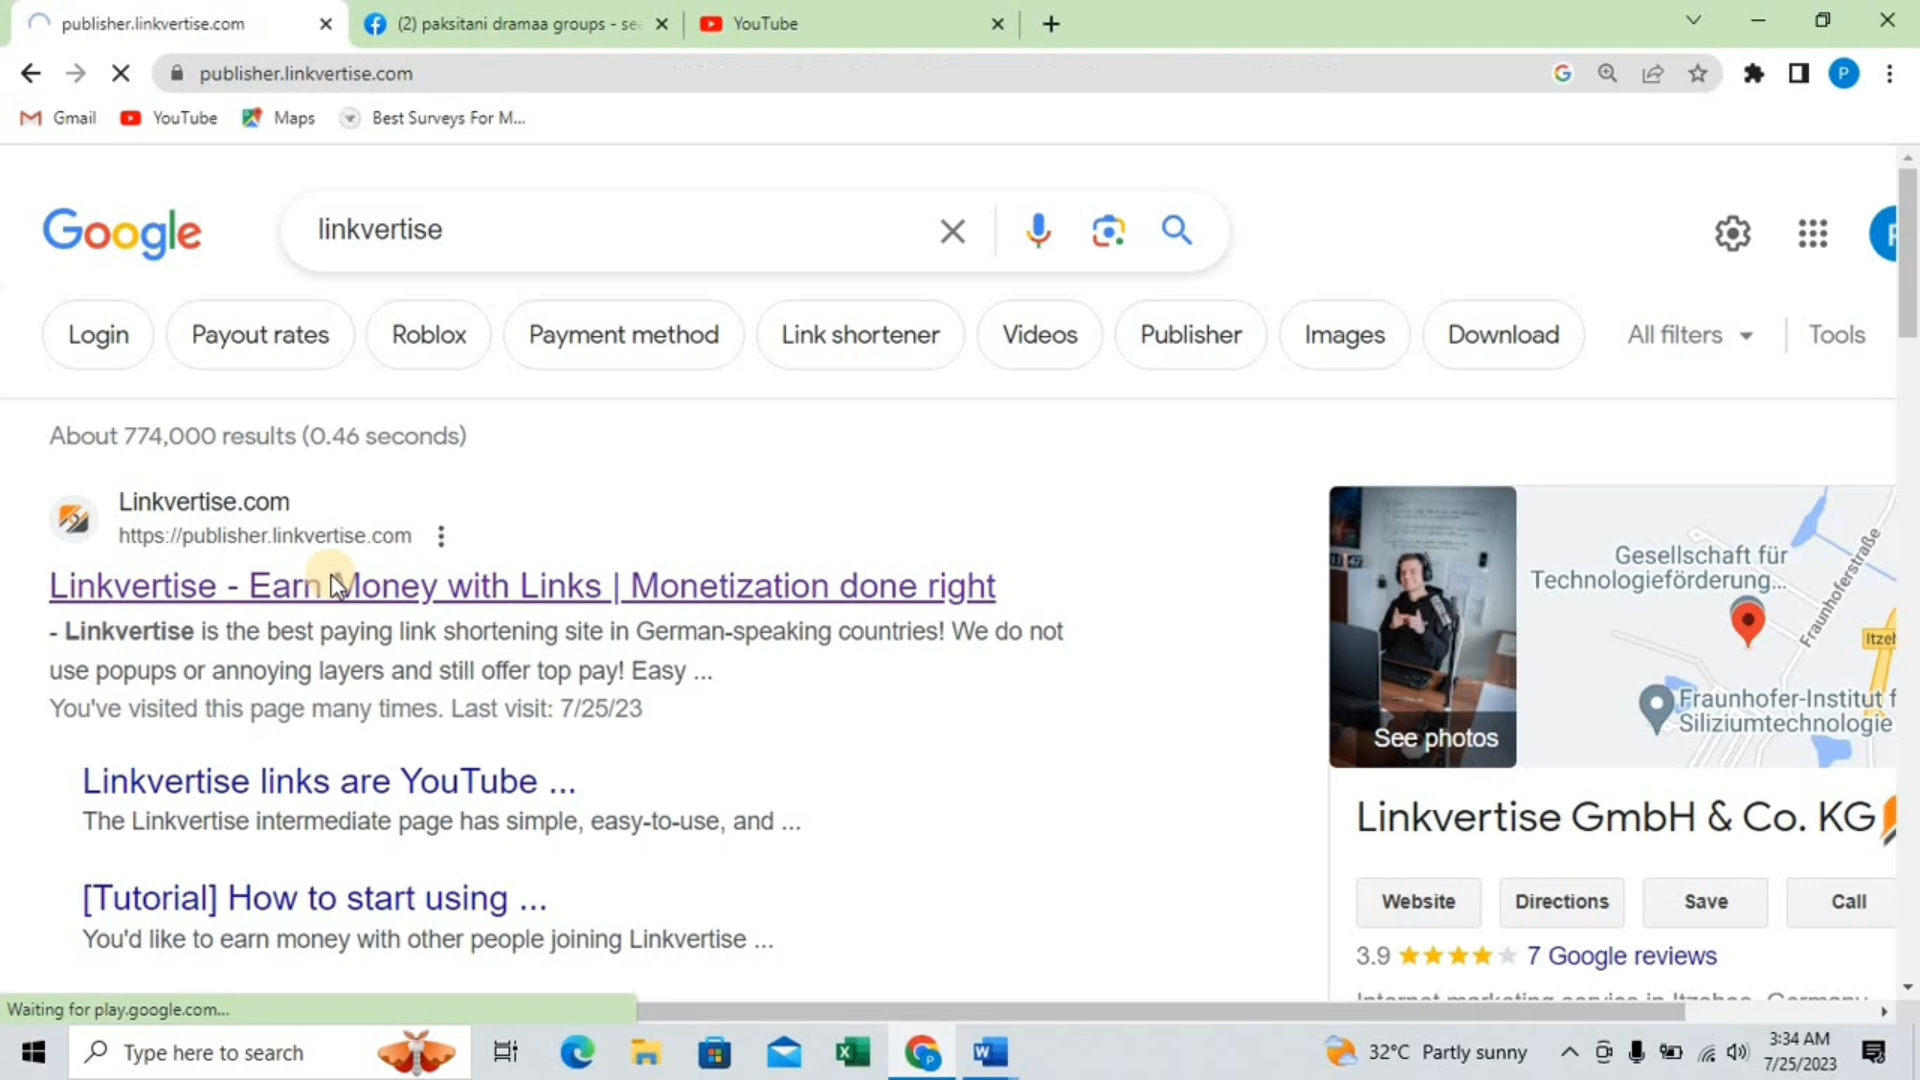 publisher.linkvertise.com
(2) paksitani dramaa groups - se
YouTube
publisher.linkvertise.com
P
Gmail
YouTube
Maps
Best Surveys For M...
Google
linkvertise
Login
Payout rates
Roblox
Payment method
Link shortener
Videos
Publisher
Images
Download
All filters
Tools
About 774,000 results (0.46 seconds)
Linkvertise.com
https://publisher.linkvertise.com
Linkvertise - Earn Money with Links | Monetization done right
- Linkvertise is the best paying link shortening site in German-speaking countries! We do not
use popups or annoying layers and still offer top pay! Easy ...
You've visited this page many times. Last visit: 7/25/23
Linkvertise links are YouTube ...
The Linkvertise intermediate page has simple, easy-to-use, and ...
[Tutorial] How to start using ...
You'd like to earn money with other people joining Linkvertise ...
See photos
Gesellschaft für
Technologieförderung...
Fraunhoferstraße
Itzeh
Fraunhofer-Institut f
Siliziumtechnologie
Linkvertise GmbH & Co. KG
Website
Directions
Save
Call
3.9
7 Google reviews
Internet marketing service in Itzehoe, Germany
Waiting for play.google.com...
Type here to search
32°C Partly sunny
3:34 AM
7/25/2023